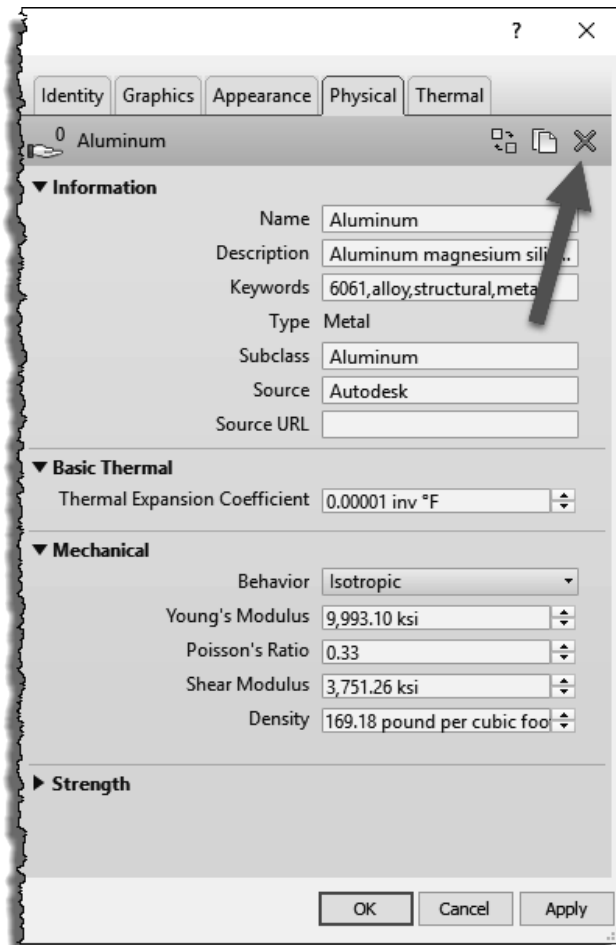 ?
Identity Graphics Appearance Physical Thermal
0 Aluminum
Information
Name Aluminum
Description Aluminum magnesium sili...
Keywords 6061,alloy,structural,meta
Type Metal
Subclass Aluminum
Source Autodesk
Source URL
Basic Thermal
Thermal Expansion Coefficient 0.00001 inv °F
Mechanical
Behavior Isotropic
Young's Modulus 9,993.10 ksi
Poisson's Ratio 0.33
Shear Modulus 3,751.26 ksi
Density 169.18 pound per cubic foo
Strength
OK Cancel Apply